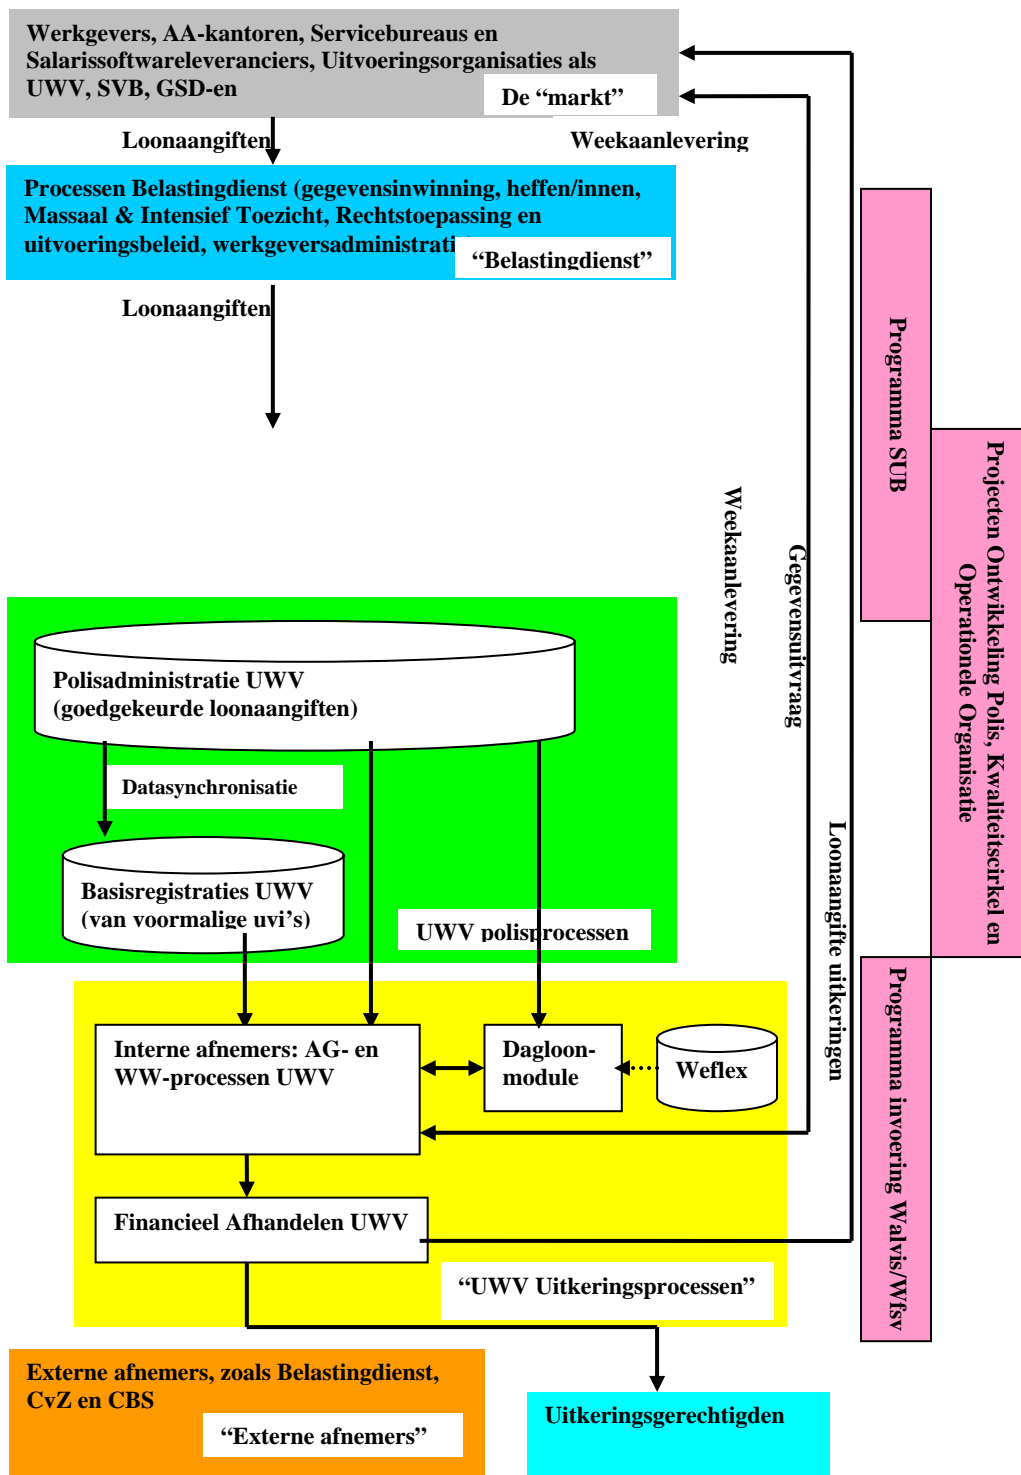 Werkgevers, AA-kantoren, Servicebureaus en
Salarissoftwareleveranciers, Uitvoeringsorganisaties als
UWV, SVB, GSD-en
De “markt”
Loonaangiften
Weekaanlevering
Processen Belastingdienst (gegevensinwinning, heffen/innen,
Massaal & Intensief Toezicht, Rechtstoepassing en
uitvoeringsbeleid, werkgeversadministratie)
“Belastingdienst”
Loonaangiften
Programma SUB
Projecten Ontwikkeling Polis, Kwaliteitscirkel en
Operationele Organisatie
Weekaanlevering
Gegevensuitvraag
Polisadministratie UWV
(goedgekeurde loonaangiften)
Datasynchronisatie
Basisregistraties UWV
(van voormalige uvi’s)
UWV polisprocessen
Loonaangifte uitkeringen
Programma invoering Walvis/Wfsv
Interne afnemers: AG- en
WW-processen UWV
Dagloon-
module
Weflex
Financieel Afhandelen UWV
“UWV Uitkeringsprocessen”
Externe afnemers, zoals Belastingdienst,
CvZ en CBS
“Externe afnemers”
Uitkeringsgerechtigden